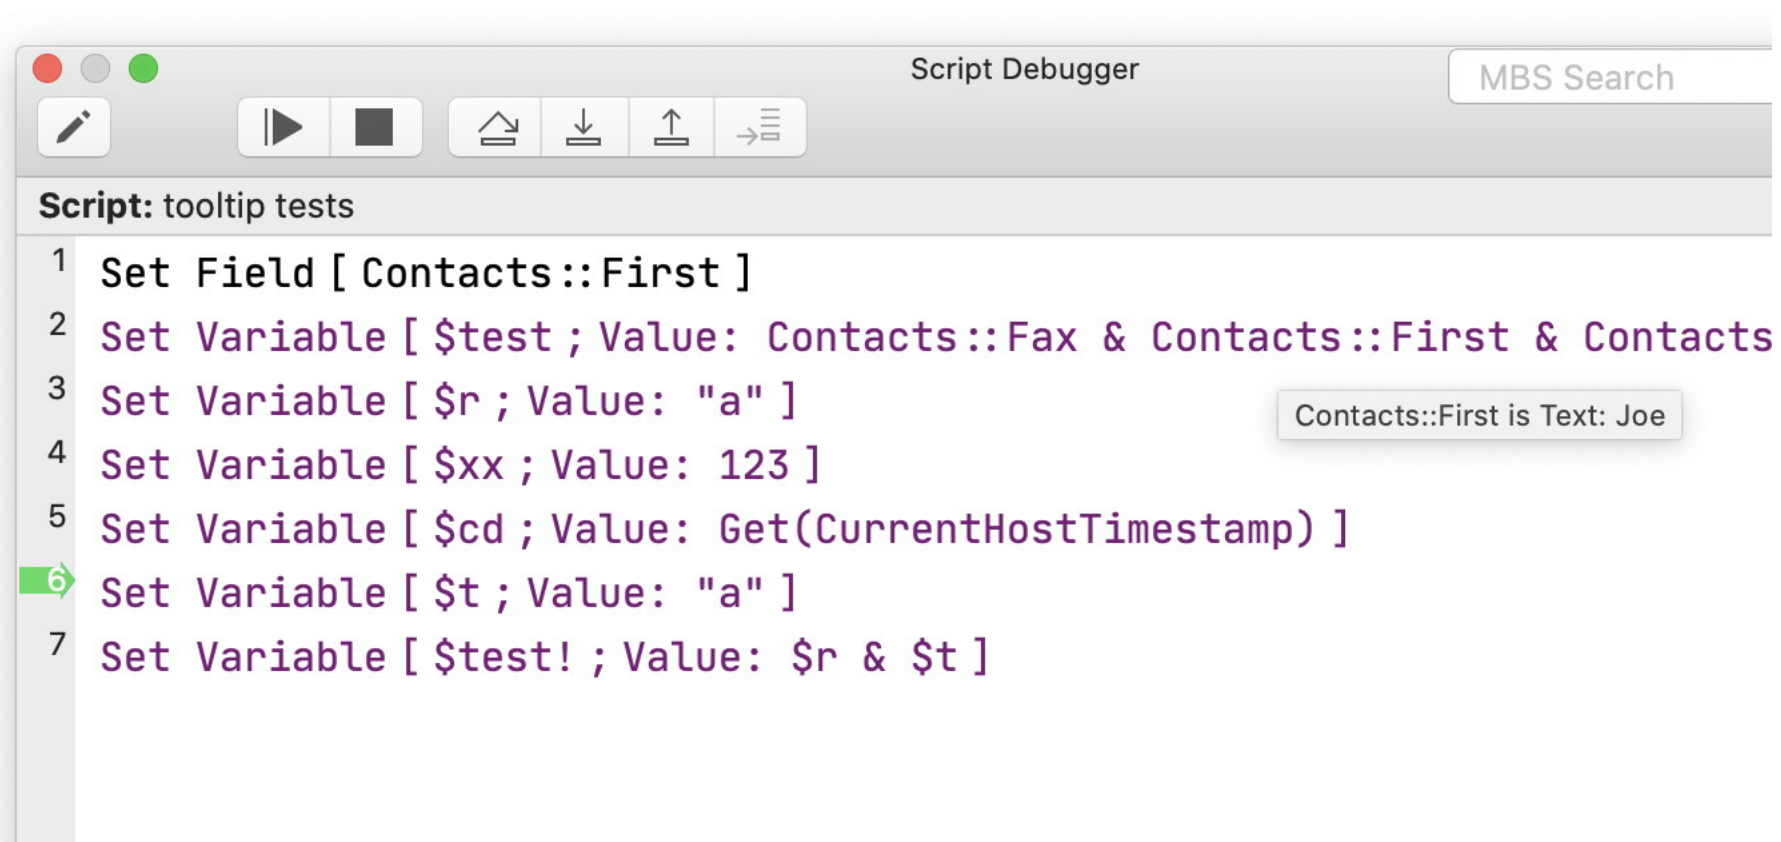 Script Debugger
MBS Search
Script: tooltip tests
1 Set Field [ Contacts::First ]
2 Set Variable [ $test ; Value: Contacts::Fax & Contacts::First & Contacts
3 Set Variable [ $r ; Value: "a" ]
Contacts::First is Text: Joe
4 Set Variable [ $xx ; Value: 123 ]
5 Set Variable [ $cd ; Value: Get(CurrentHostTimestamp) ]
6 Set Variable [ $t ; Value: "a" ]
7 Set Variable [ $test! ; Value: $r & $t ]